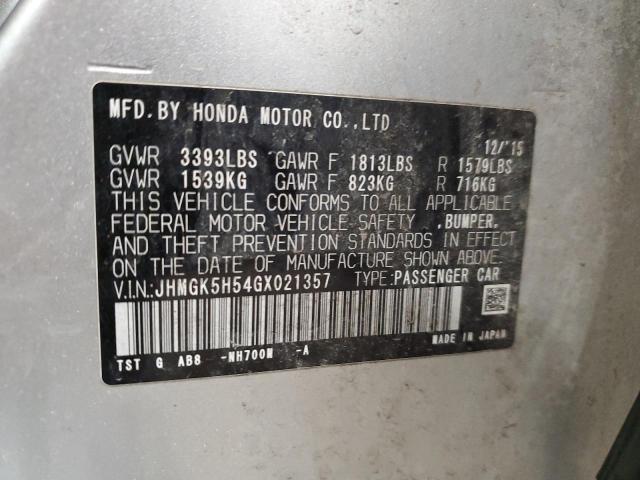 MFD.BY HONDA MOTOR CO.,LTD
12/'15
GVWR 3393LBS GAWR F 1813LBS R 1579LBS
GVWR 1539KG GAWR F 823KG R 716KG
THIS VEHICLE CONFORMS TO ALL APPLICABLE
FEDERAL MOTOR VEHICLE SAFETY ,BUMPER,
AND THEFT PREVENTION STANDARDS IN EFFECT
ON THE DATE OF MANUFACTURE SHOWN ABOVE.
V.I.N.:JHMGK5H54GX021357 TYPE:PASSENGER CAR
MADE IN JAPAN
TST G AB8 -NH700M -A